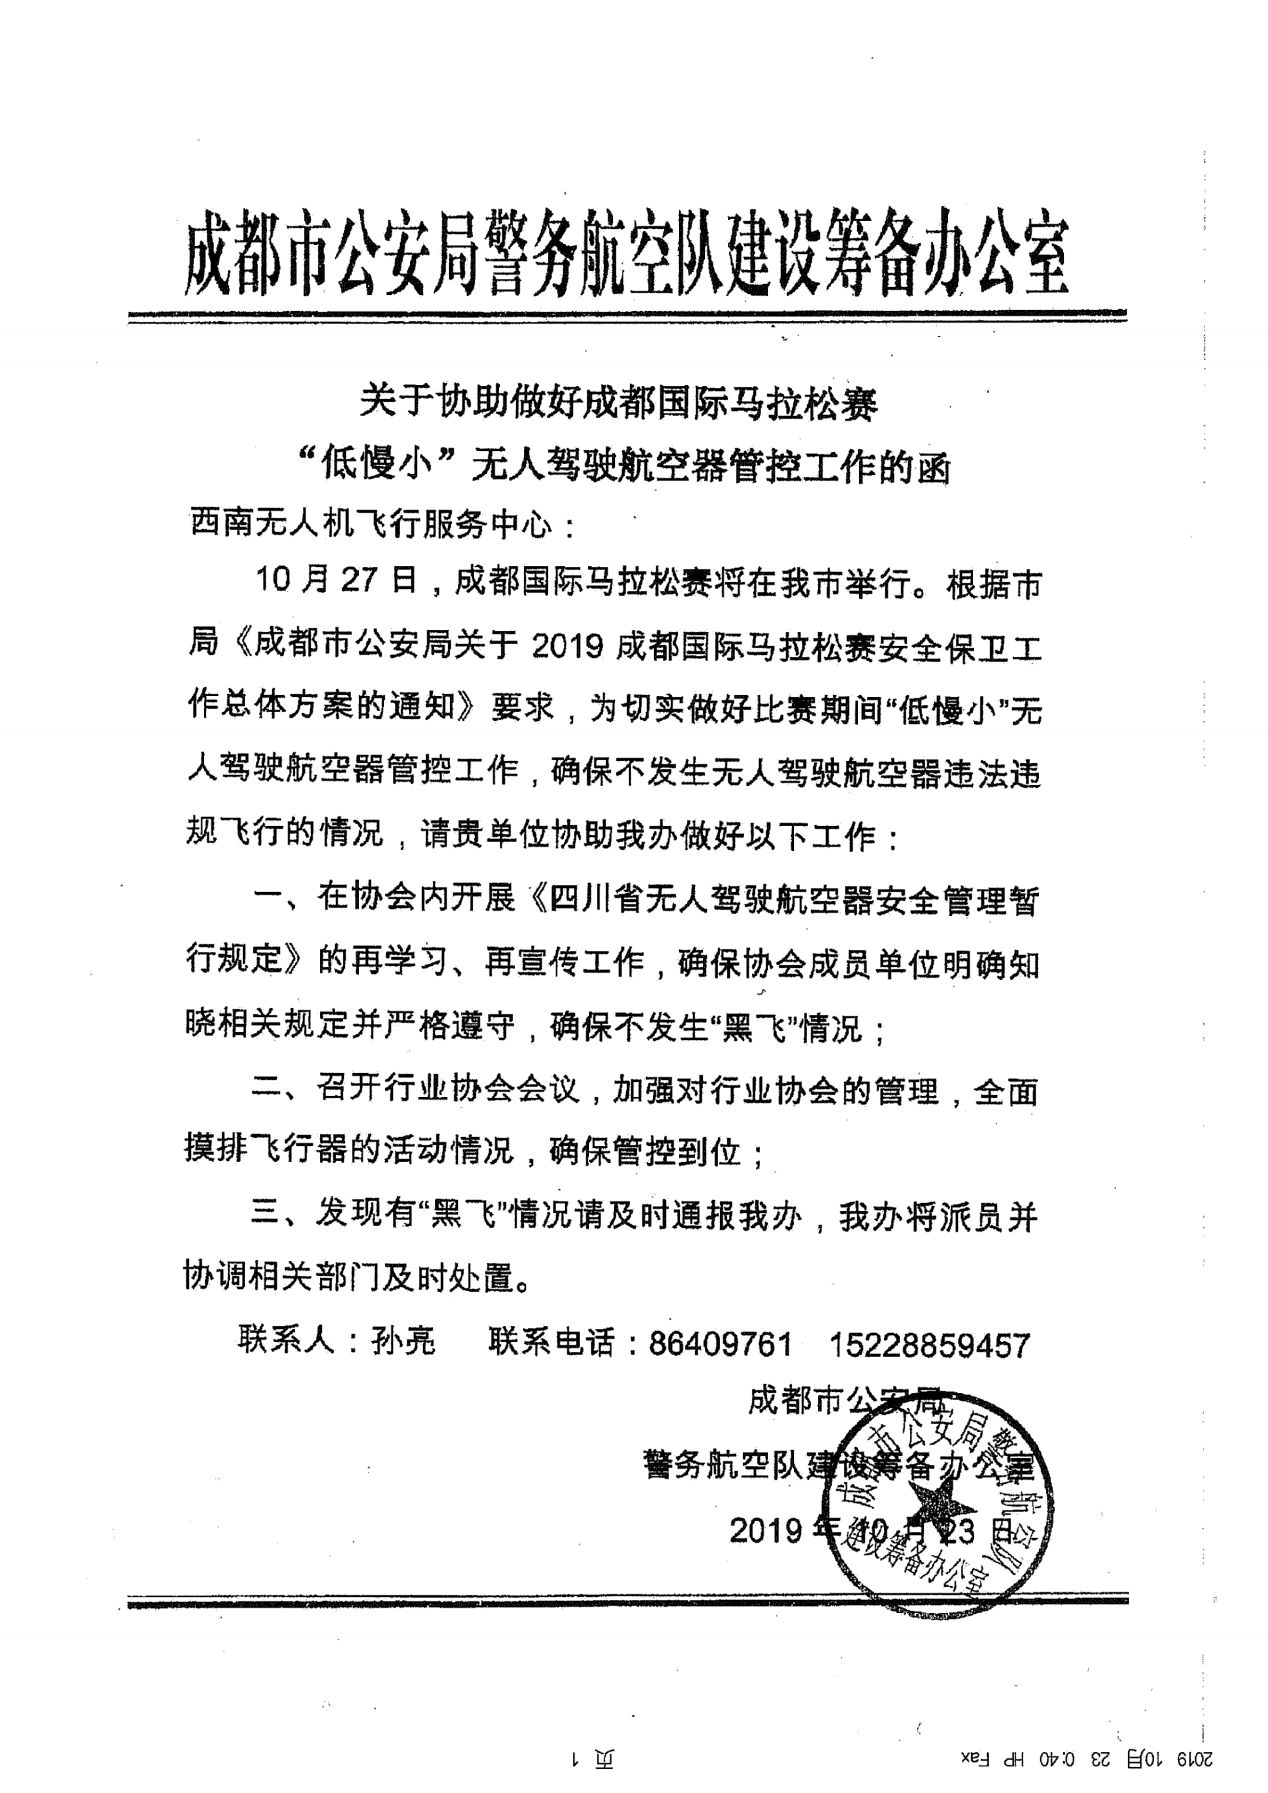 成都市公安局警务航空队建设筹备办公室
关于协助做好成都国际马拉松赛
“低慢小”无人驾驶航空器管控工作的函
西南无人机飞行服务中心：
10月27日，成都国际马拉松赛将在我市举行。根据市
局《成都市公安局关于2019成都国际马拉松赛安全保卫工
作总体方案的通知》要求，为切实做好比赛期间“低慢小”无
人驾驶航空器管控工作，确保不发生无人驾驶航空器违法违
规飞行的情况，请贵单位协助我办做好以下工作：
一、在协会内开展《四川省无人驾驶航空器安全管理暂
行规定》的再学习、再宣传工作，确保协会成员单位明确知
晓相关规定并严格遵守，确保不发生“黑飞”情况；
二、召开行业协会会议，加强对行业协会的管理，全面
摸排飞行器的活动情况，确保管控到位；
三、发现有“黑飞”情况请及时通报我办，我办将派员并
协调相关部门及时处置。
联系人：孙亮 联系电话：86409761 15228859457
成都市公安局
警务航空队建设筹备办公室
2019年10月23日
成都市公安局警务航空队
建设筹备办公室
2019 10月 23 0:40 HP Fax 页 1